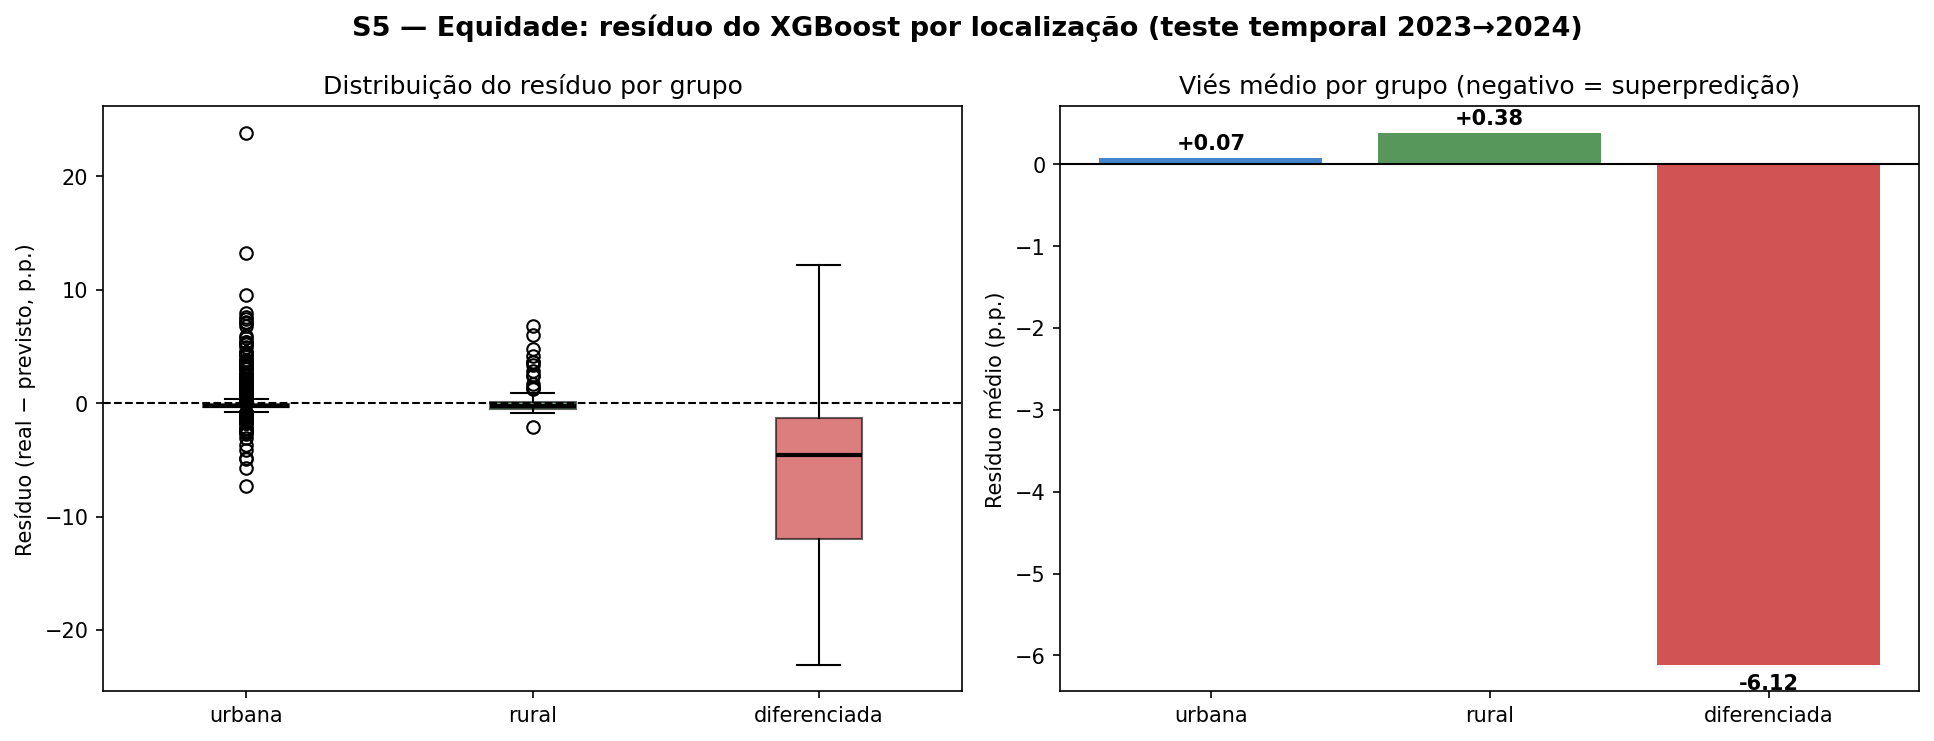 S5 — Equidade: resíduo do XGBoost por localização (teste temporal 2023→2024)
Distribuição do resíduo por grupo
Resíduo (real − previsto, p.p.)
20
10
0
−10
−20
urbana
rural
diferenciada
Viés médio por grupo (negativo = superpredição)
Resíduo médio (p.p.)
0
−1
−2
−3
−4
−5
−6
+0.07
+0.38
-6.12
urbana
rural
diferenciada